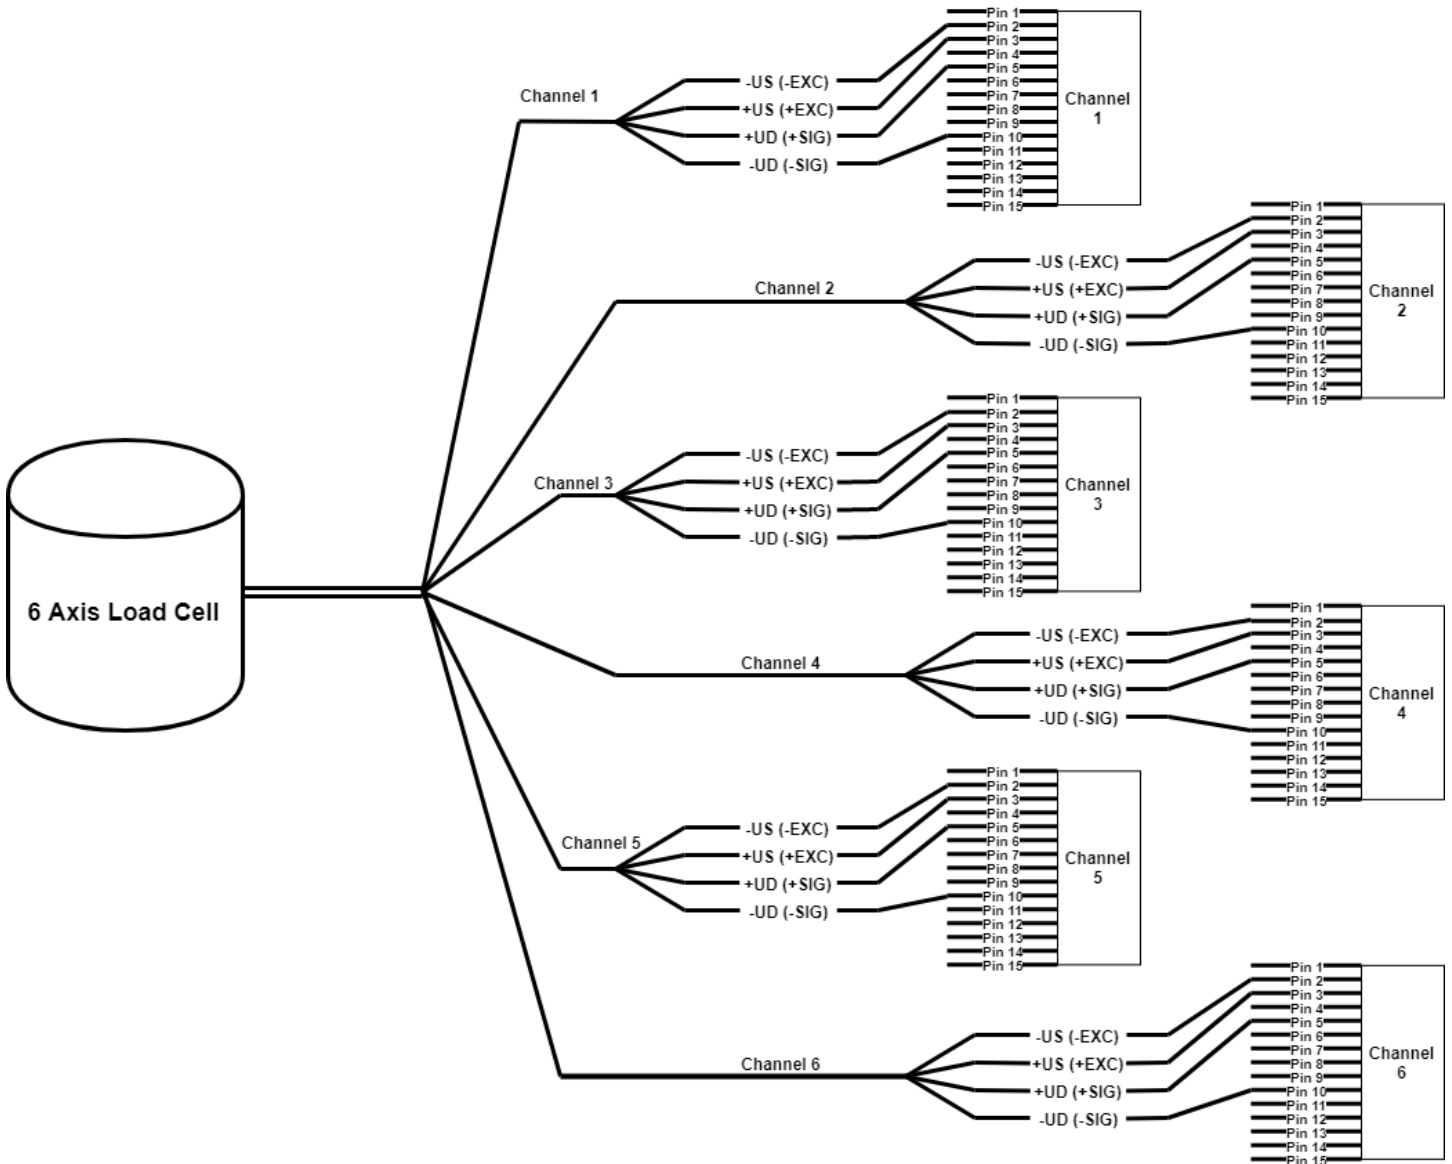 6 Axis Load Cell
Channel 1
-US (-EXC)
+US (+EXC)
+UD (+SIG)
-UD (-SIG)
Pin 1
Pin 2
Pin 3
Pin 4
Pin 5
Pin 6
Pin 7
Pin 8
Pin 9
Pin 10
Pin 11
Pin 12
Pin 13
Pin 14
Pin 15
Channel
1
Channel 2
-US (-EXC)
+US (+EXC)
+UD (+SIG)
-UD (-SIG)
Pin 1
Pin 2
Pin 3
Pin 4
Pin 5
Pin 6
Pin 7
Pin 8
Pin 9
Pin 10
Pin 11
Pin 12
Pin 13
Pin 14
Pin 15
Channel
2
Channel 3
-US (-EXC)
+US (+EXC)
+UD (+SIG)
-UD (-SIG)
Pin 1
Pin 2
Pin 3
Pin 4
Pin 5
Pin 6
Pin 7
Pin 8
Pin 9
Pin 10
Pin 11
Pin 12
Pin 13
Pin 14
Pin 15
Channel
3
Channel 4
-US (-EXC)
+US (+EXC)
+UD (+SIG)
-UD (-SIG)
Pin 1
Pin 2
Pin 3
Pin 4
Pin 5
Pin 6
Pin 7
Pin 8
Pin 9
Pin 10
Pin 11
Pin 12
Pin 13
Pin 14
Pin 15
Channel
4
Channel 5
-US (-EXC)
+US (+EXC)
+UD (+SIG)
-UD (-SIG)
Pin 1
Pin 2
Pin 3
Pin 4
Pin 5
Pin 6
Pin 7
Pin 8
Pin 9
Pin 10
Pin 11
Pin 12
Pin 13
Pin 14
Pin 15
Channel
5
Channel 6
-US (-EXC)
+US (+EXC)
+UD (+SIG)
-UD (-SIG)
Pin 1
Pin 2
Pin 3
Pin 4
Pin 5
Pin 6
Pin 7
Pin 8
Pin 9
Pin 10
Pin 11
Pin 12
Pin 13
Pin 14
Pin 15
Channel
6